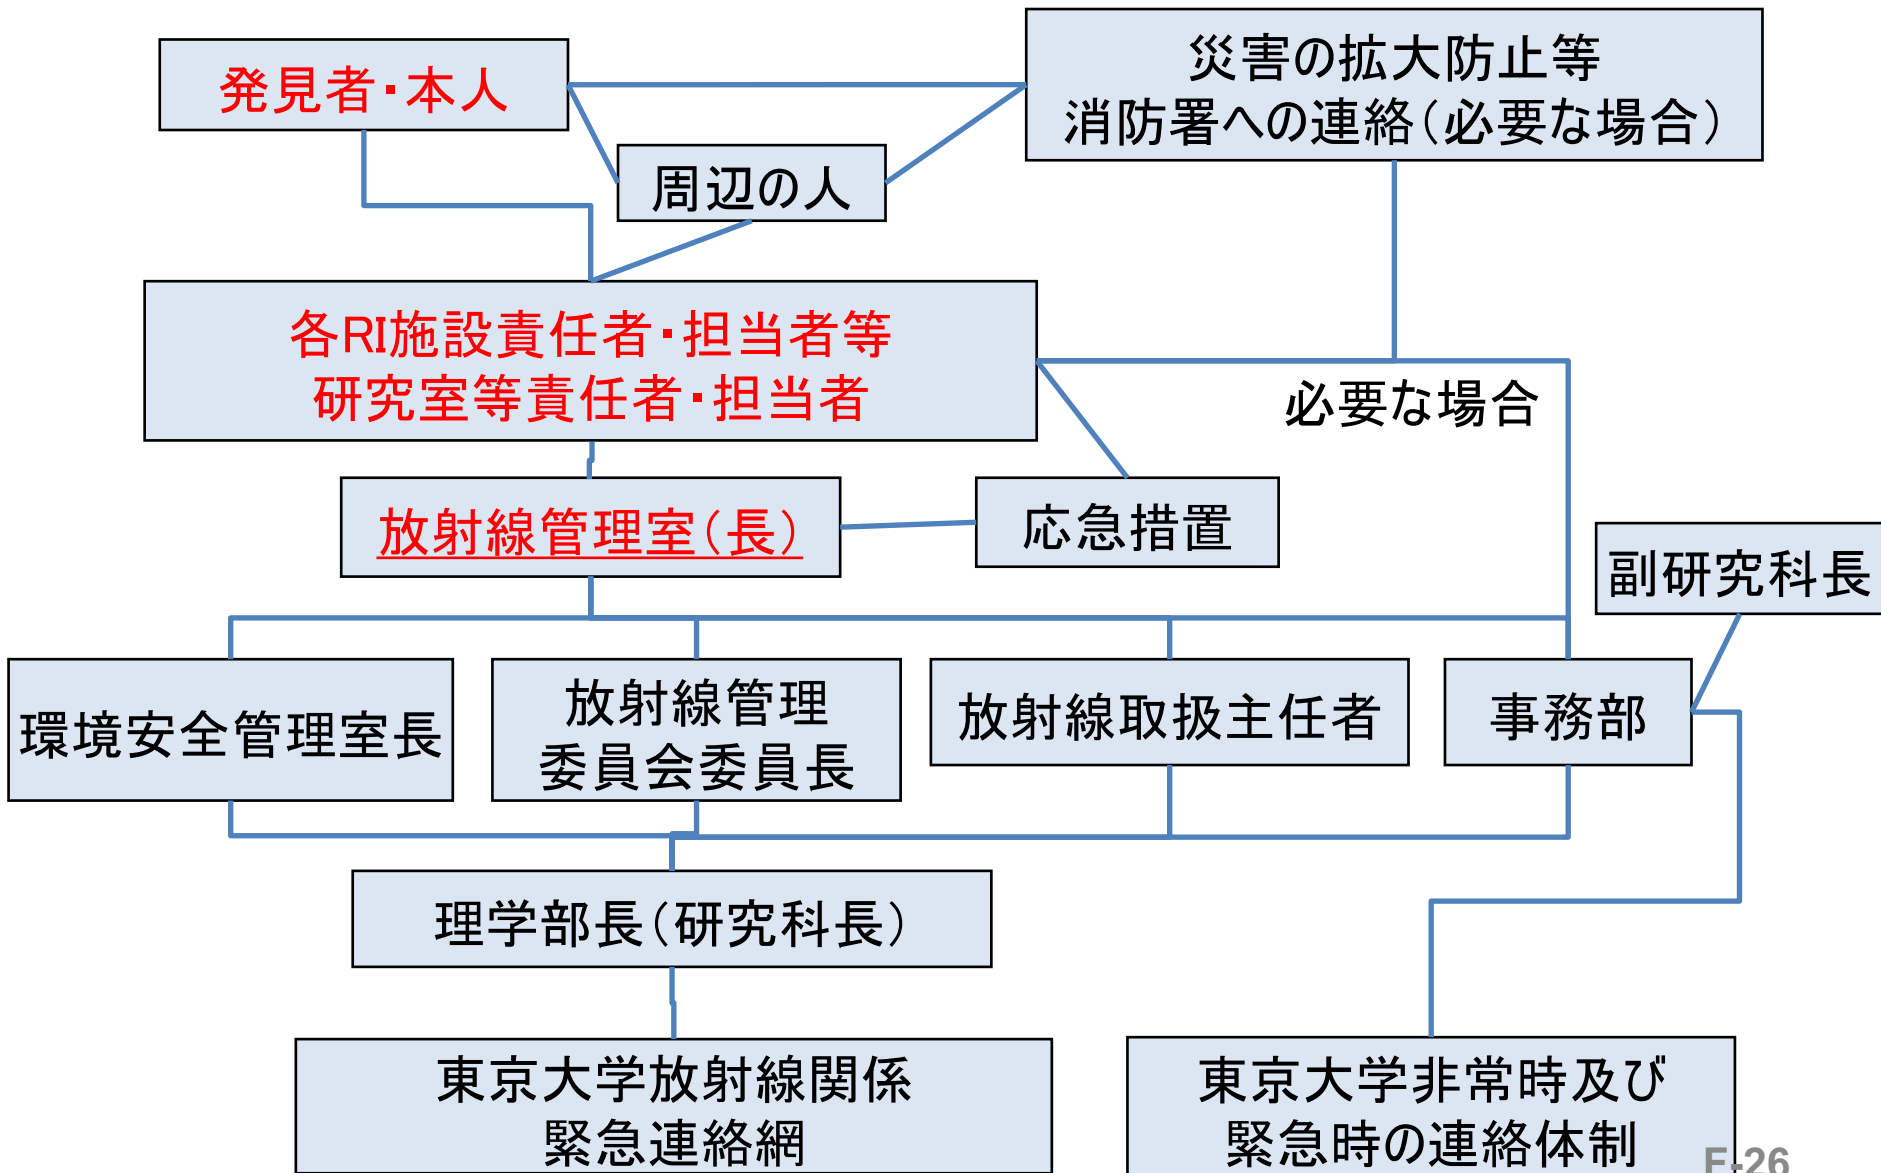 発見者・本人
災害の拡大防止等
消防署への連絡(必要な場合)
周辺の人
各RI施設責任者・担当者等
研究室等責任者・担当者
必要な場合
放射線管理室(長)
応急措置
副研究科長
環境安全管理室長
放射線管理
委員会委員長
放射線取扱主任者
事務部
理学部長(研究科長)
東京大学放射線関係
緊急連絡網
東京大学非常時及び
緊急時の連絡体制
F-26